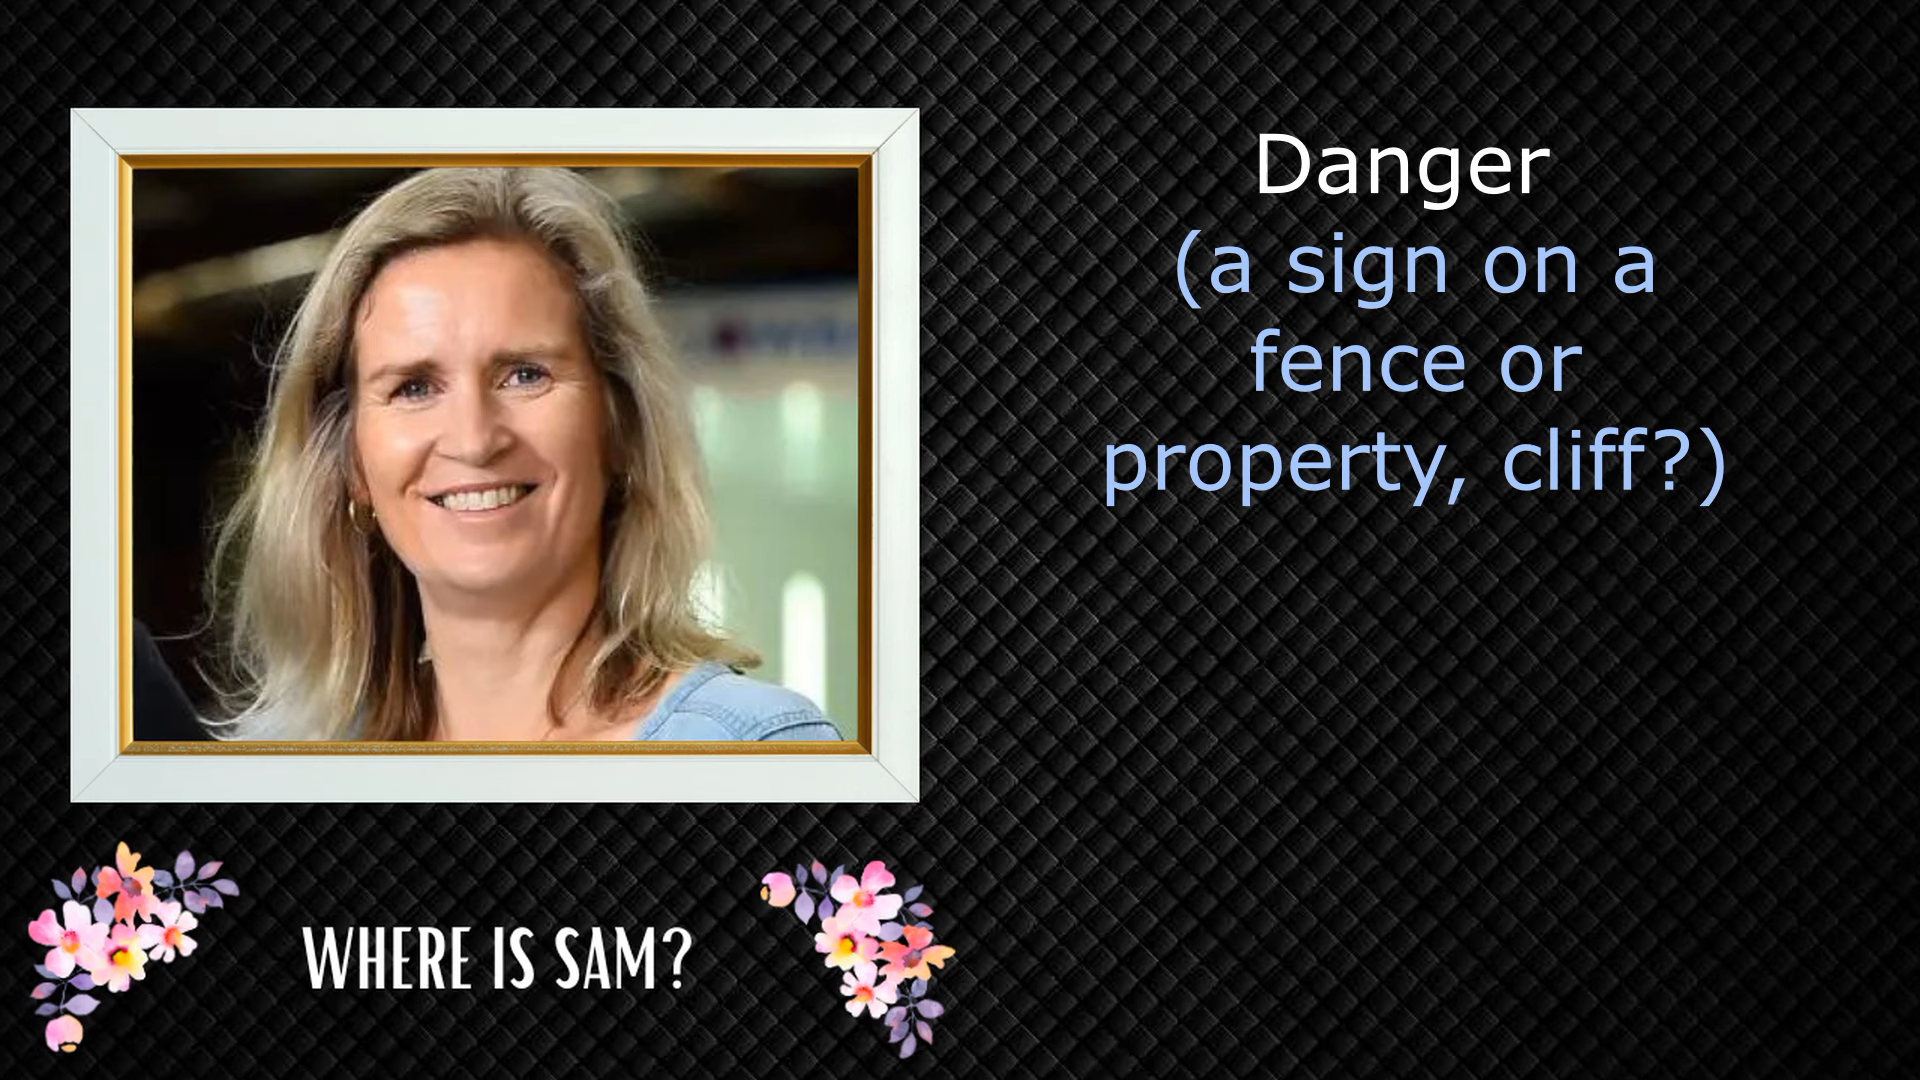 Danger
(a sign on a
fence or
property, cliff?)
WHERE IS SAM?